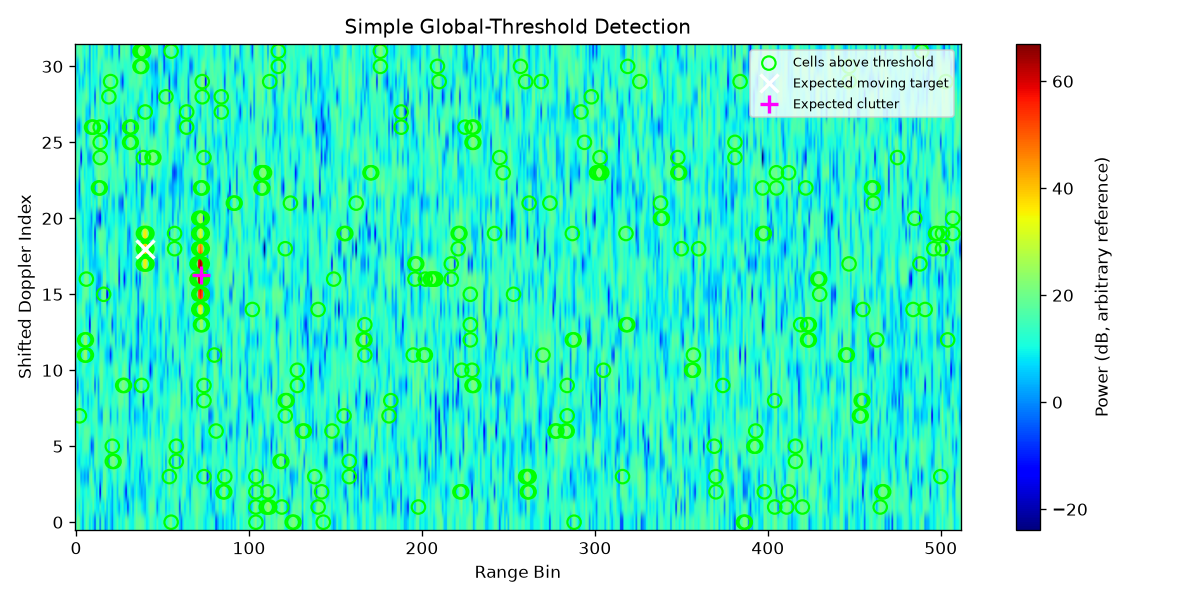 Simple Global-Threshold Detection
Cells above threshold
Expected moving target
Expected clutter
Shifted Doppler Index
30
25
20
15
10
5
0
0 100 200 300 400 500
Range Bin
60
40
20
0
−20
Power (dB, arbitrary reference)